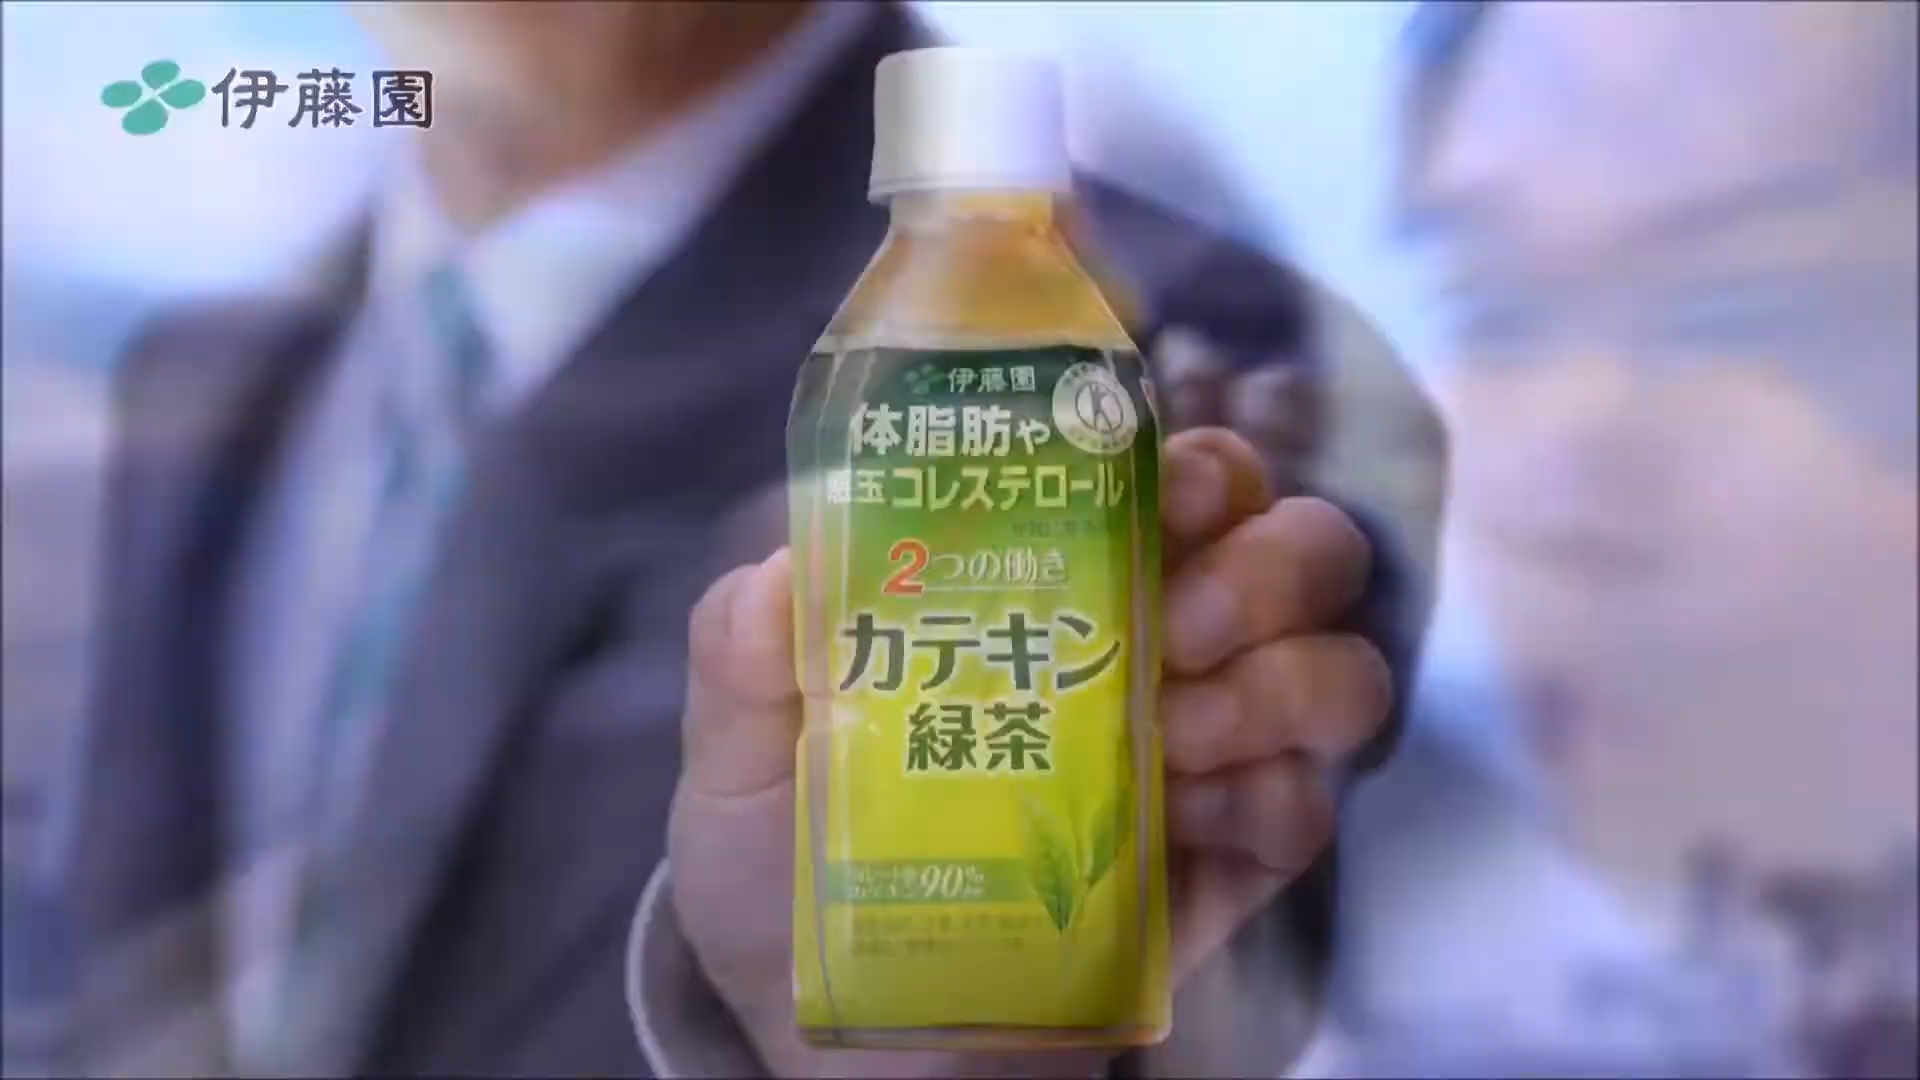 伊藤園
伊藤園
体脂肪や
悪玉コレステロール
2つの働き
カテキン
緑茶
90%